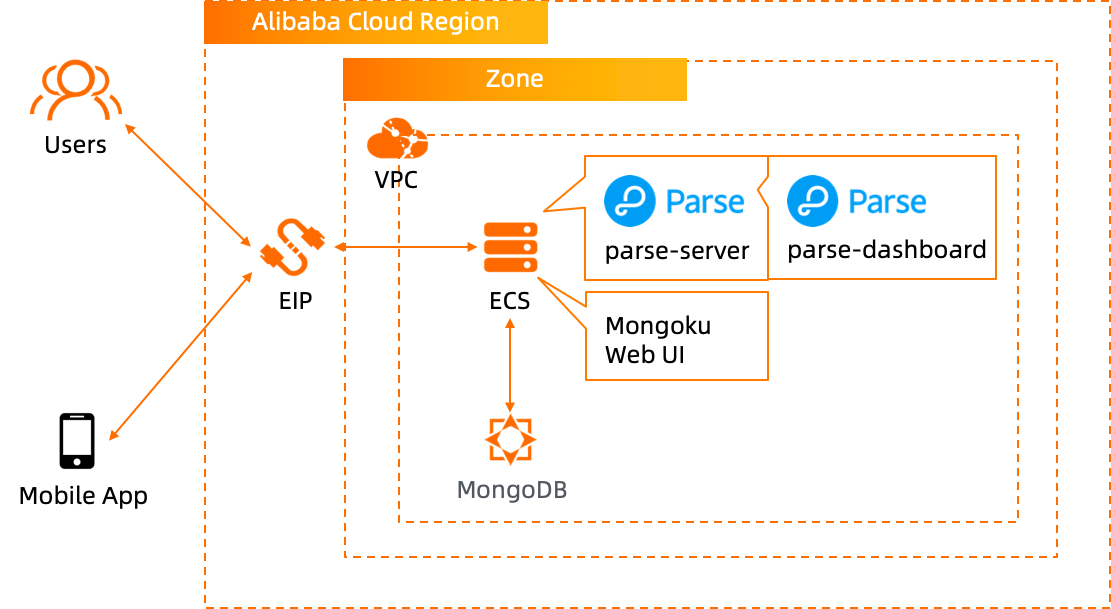 Alibaba Cloud Region
Zone
Users
VPC
Parse
parse-server
Parse
parse-dashboard
EIP
ECS
Mongoku
Web UI
MongoDB
Mobile App